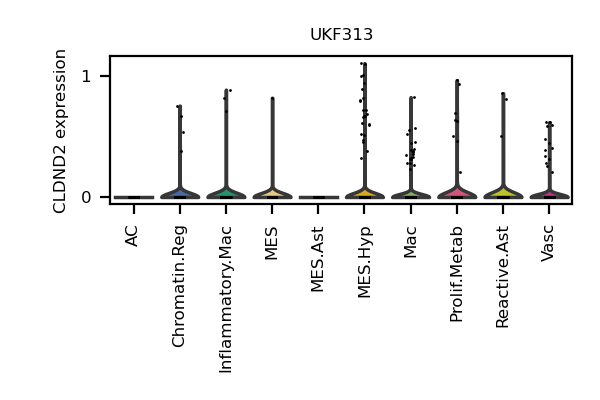 UKF313
CLDND2 expression
1
0
AC
Chromatin.Reg
Inflammatory.Mac
MES
MES.Ast
MES.Hyp
Mac
Prolif.Metab
Reactive.Ast
Vasc